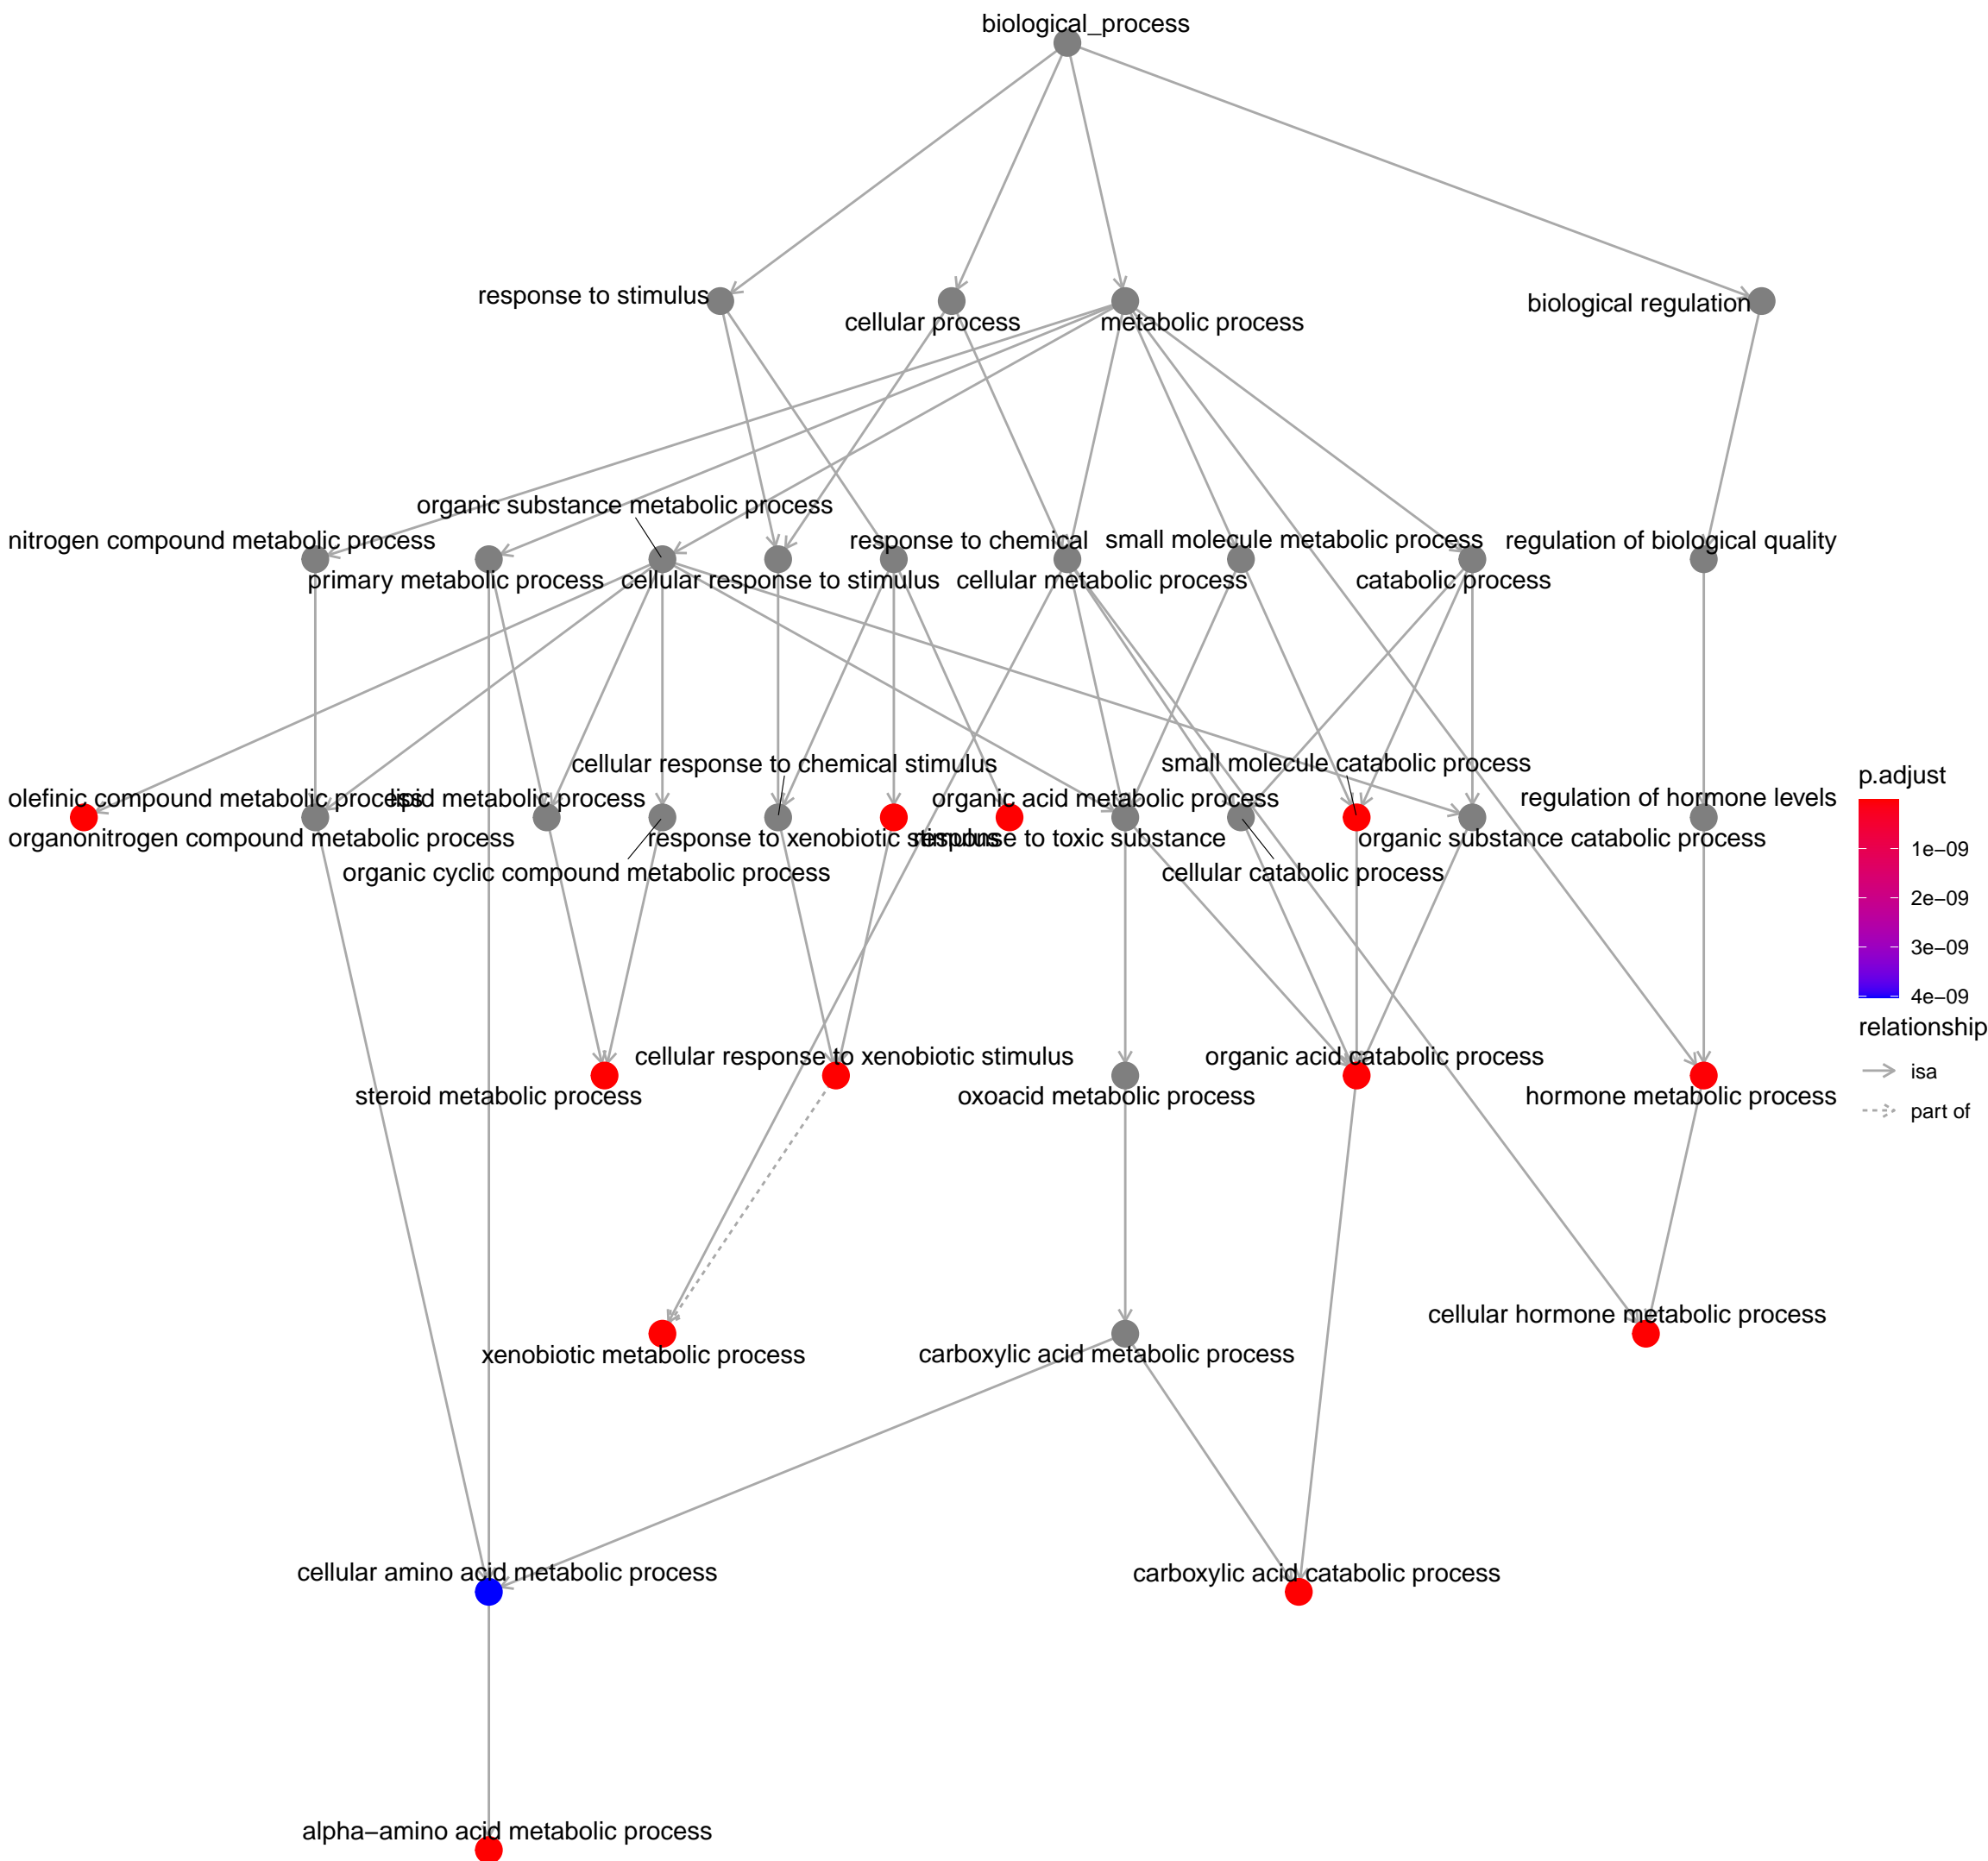 biological_process
response to stimulus
cellular process
metabolic process
biological regulation
organic substance metabolic process
nitrogen compound metabolic process
response to chemical
small molecule metabolic process
regulation of biological quality
primary metabolic process
cellular response to stimulus
cellular metabolic process
catabolic process
cellular response to chemical stimulus
small molecule catabolic process
olefinic compound metabolic process
lipid metabolic process
organic acid metabolic process
regulation of hormone levels
organonitrogen compound metabolic process
response to xenobiotic stimulus
response to toxic substance
organic substance catabolic process
organic cyclic compound metabolic process
cellular catabolic process
cellular response to xenobiotic stimulus
organic acid catabolic process
steroid metabolic process
oxoacid metabolic process
hormone metabolic process
cellular hormone metabolic process
xenobiotic metabolic process
carboxylic acid metabolic process
cellular amino acid metabolic process
carboxylic acid catabolic process
alpha−amino acid metabolic process
p.adjust
1e−09
2e−09
3e−09
4e−09
relationship
isa
part of